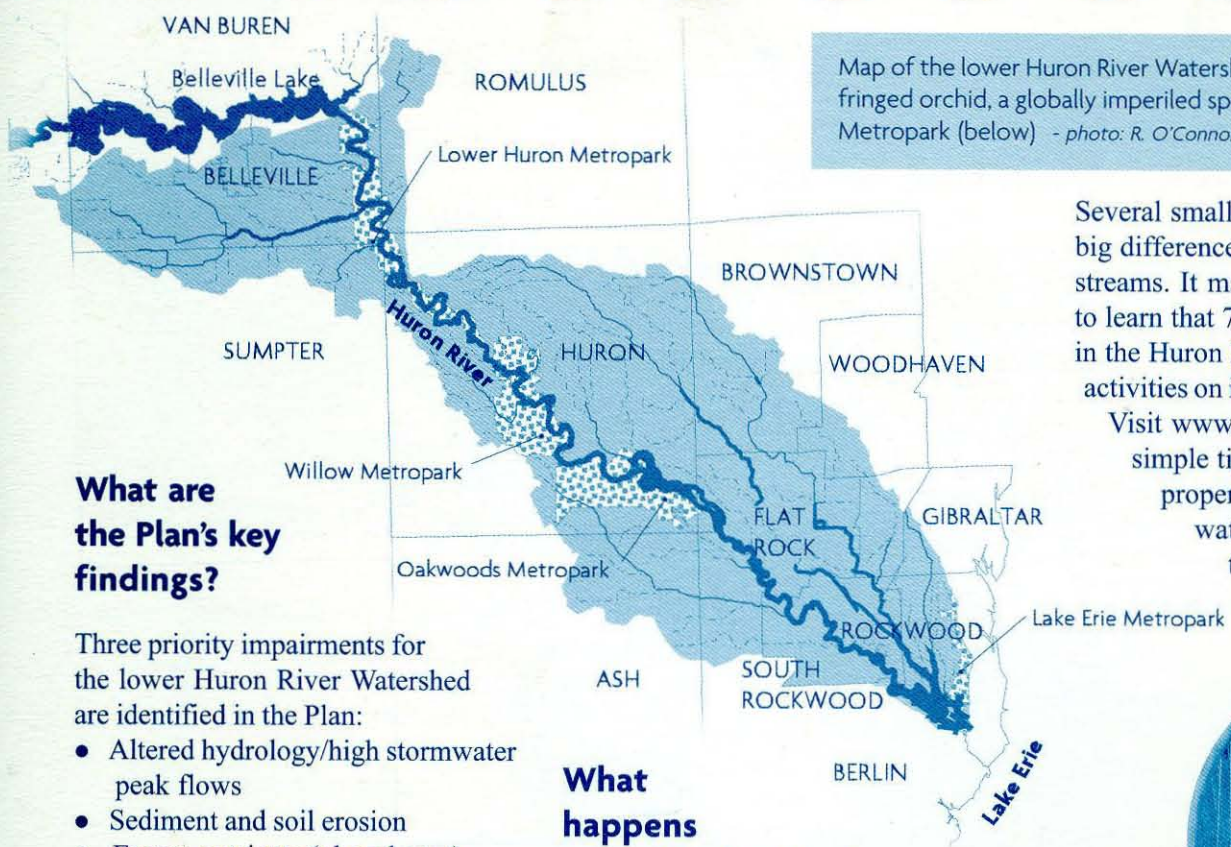 VAN BUREN
Belleville Lake
ROMULUS
Lower Huron Metropark
BELLEVILLE
BROWNSTOWN
Huron River
SUMPTER
HURON
WOODHAVEN
Willow Metropark
FLAT
ROCK
GIBRALTAR
Oakwoods Metropark
ROCKWOOD
Lake Erie Metropark
ASH
SOUTH
ROCKWOOD
BERLIN
Lake Erie
Map of the lower Huron River Watersh
fringed orchid, a globally imperiled sp
Metropark (below) - photo: R. O'Conno
Several small
big difference
streams. It m
to learn that 7
in the Huron
activities on
Visit www
simple ti
proper
wat
What are
the Plan's key
findings?
Three priority impairments for
the lower Huron River Watershed
are identified in the Plan:
● Altered hydrology/high stormwater
peak flows
● Sediment and soil erosion
What
happens